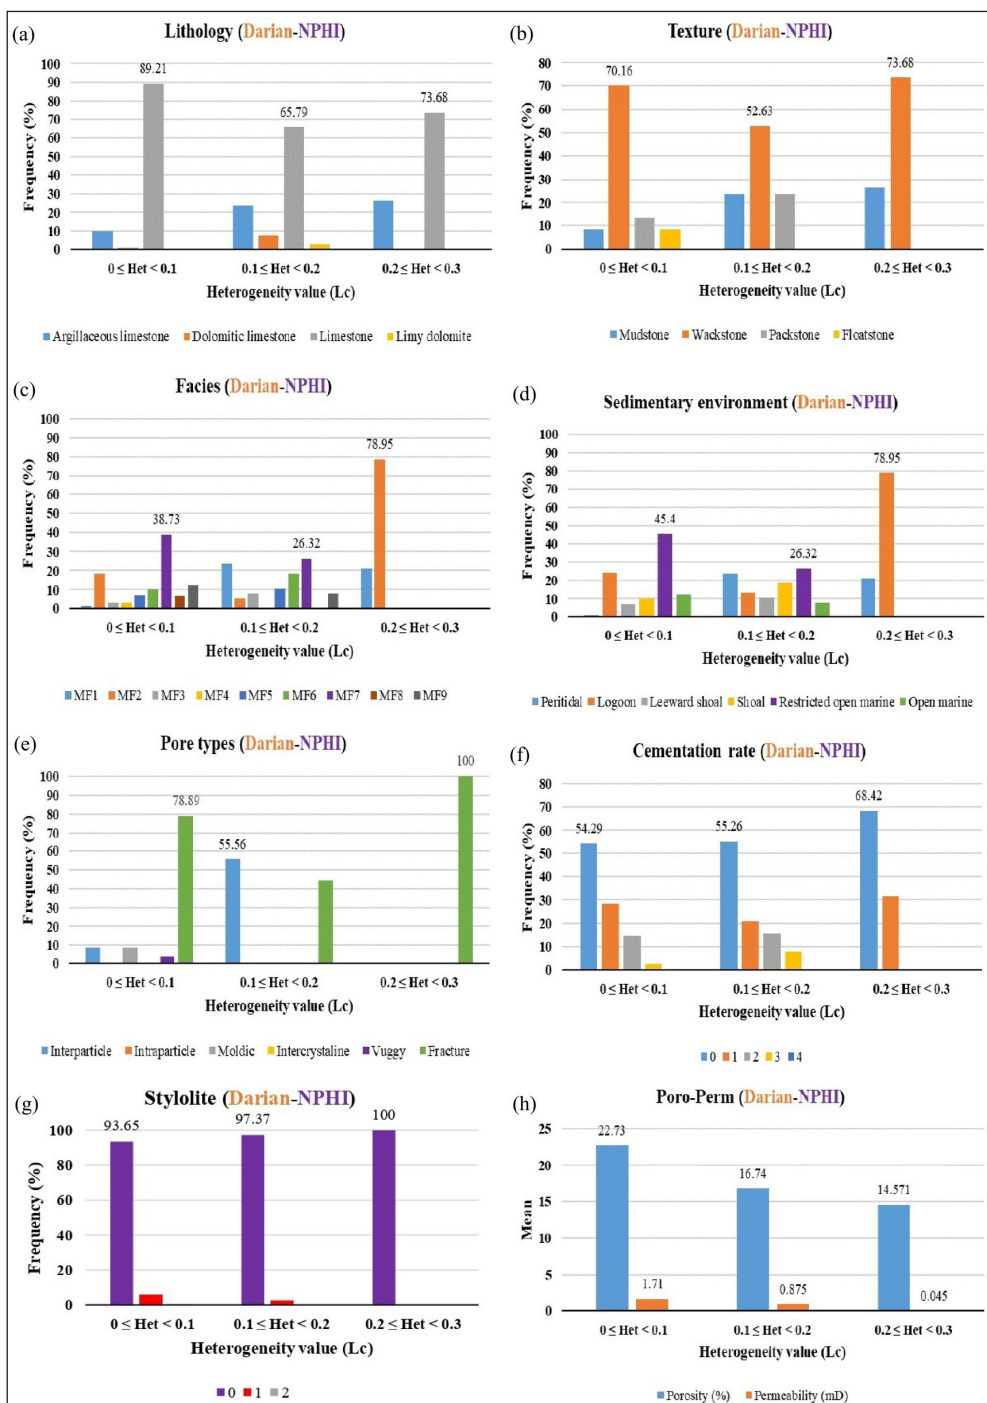 (a)
Lithology (Darian-NPHI)
100
90
80
70
60
50
40
30
20
10
0
Frequency (%)
89.21
65.79
73.68
0 ≤ Het < 0.1
0.1 ≤ Het < 0.2
0.2 ≤ Het < 0.3
Heterogeneity value (Lc)
Argillaceous limestone Dolomitic limestone Limestone Limy dolomite
(b)
Texture (Darian-NPHI)
80
70
60
50
40
30
20
10
0
Frequency (%)
70.16
52.63
73.68
0 ≤ Het < 0.1
0.1 ≤ Het < 0.2
0.2 ≤ Het < 0.3
Heterogeneity value (Lc)
Mudstone Wackstone Packstone Floatstone
(c)
Facies (Darian-NPHI)
100
90
80
70
60
50
40
30
20
10
0
Frequency (%)
38.73
26.32
78.95
0 ≤ Het < 0.1
0.1 ≤ Het < 0.2
0.2 ≤ Het < 0.3
Heterogeneity value (Lc)
MF1 MF2 MF3 MF4 MF5 MF6 MF7 MF8 MF9
(d)
Sedimentary environment (Darian-NPHI)
100
90
80
70
60
50
40
30
20
10
0
Frequency (%)
45.4
26.32
78.95
0 ≤ Het < 0.1
0.1 ≤ Het < 0.2
0.2 ≤ Het < 0.3
Heterogeneity value (Lc)
Peritidal Logoon Leeward shoal Shoal Restricted open marine Open marine
(e)
Pore types (Darian-NPHI)
100
90
80
70
60
50
40
30
20
10
0
Frequency (%)
78.89
55.56
100
0 ≤ Het < 0.1
0.1 ≤ Het < 0.2
0.2 ≤ Het < 0.3
Heterogeneity value (Lc)
Interparticle Intraparticle Moldic Intercrystaline Vuggy Fracture
(f)
Cementation rate (Darian-NPHI)
80
70
60
50
40
30
20
10
0
Frequency (%)
54.29
55.26
68.42
0 ≤ Het < 0.1
0.1 ≤ Het < 0.2
0.2 ≤ Het < 0.3
Heterogeneity value (Lc)
0 1 2 3 4
(g)
Stylolite (Darian-NPHI)
100
80
60
40
20
0
Frequency (%)
93.65
97.37
100
0 ≤ Het < 0.1
0.1 ≤ Het < 0.2
0.2 ≤ Het < 0.3
Heterogeneity value (Lc)
0 1 2
(h)
Poro-Perm (Darian-NPHI)
25
20
15
10
5
0
Mean
22.73
1.71
16.74
0.875
14.571
0.045
0 ≤ Het < 0.1
0.1 ≤ Het < 0.2
0.2 ≤ Het < 0.3
Heterogeneity value (Lc)
Porosity (%) Permeability (mD)